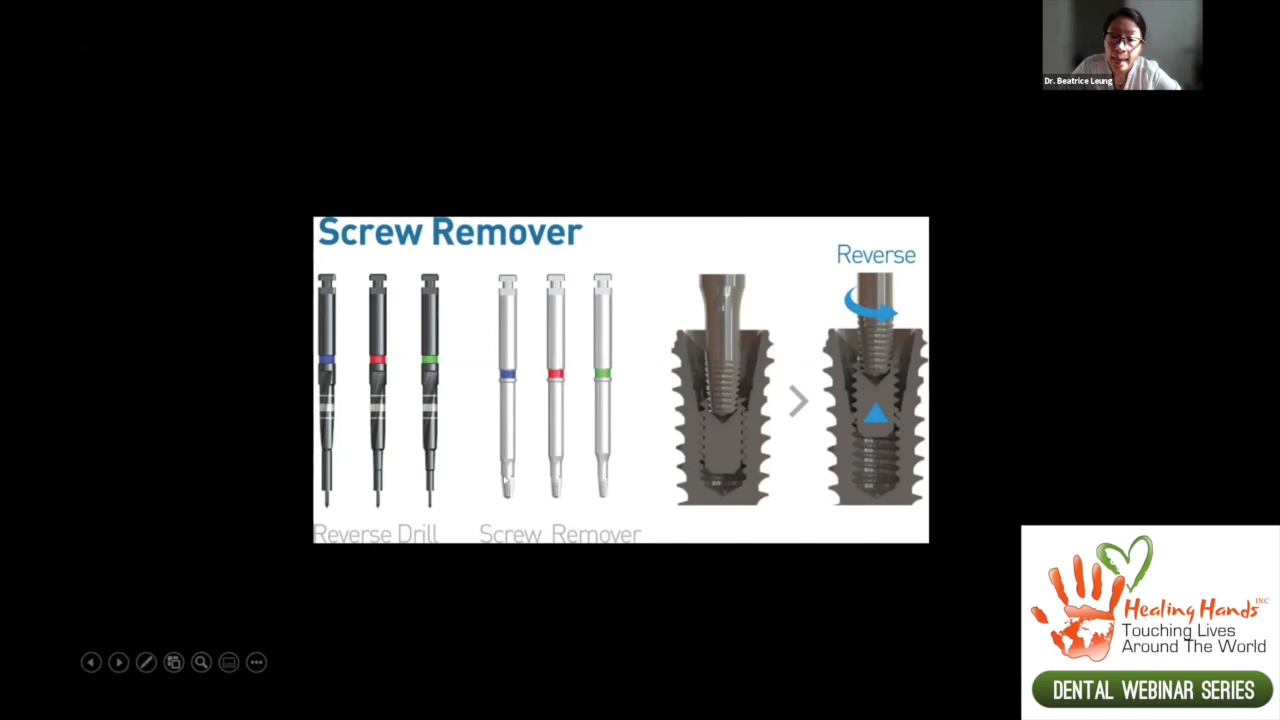 Dr. Beatrice Leung
Screw Remover
Reverse
Reverse Drill
Screw Remover
Healing Hands INC
Touching Lives
Around The World
DENTAL WEBINAR SERIES